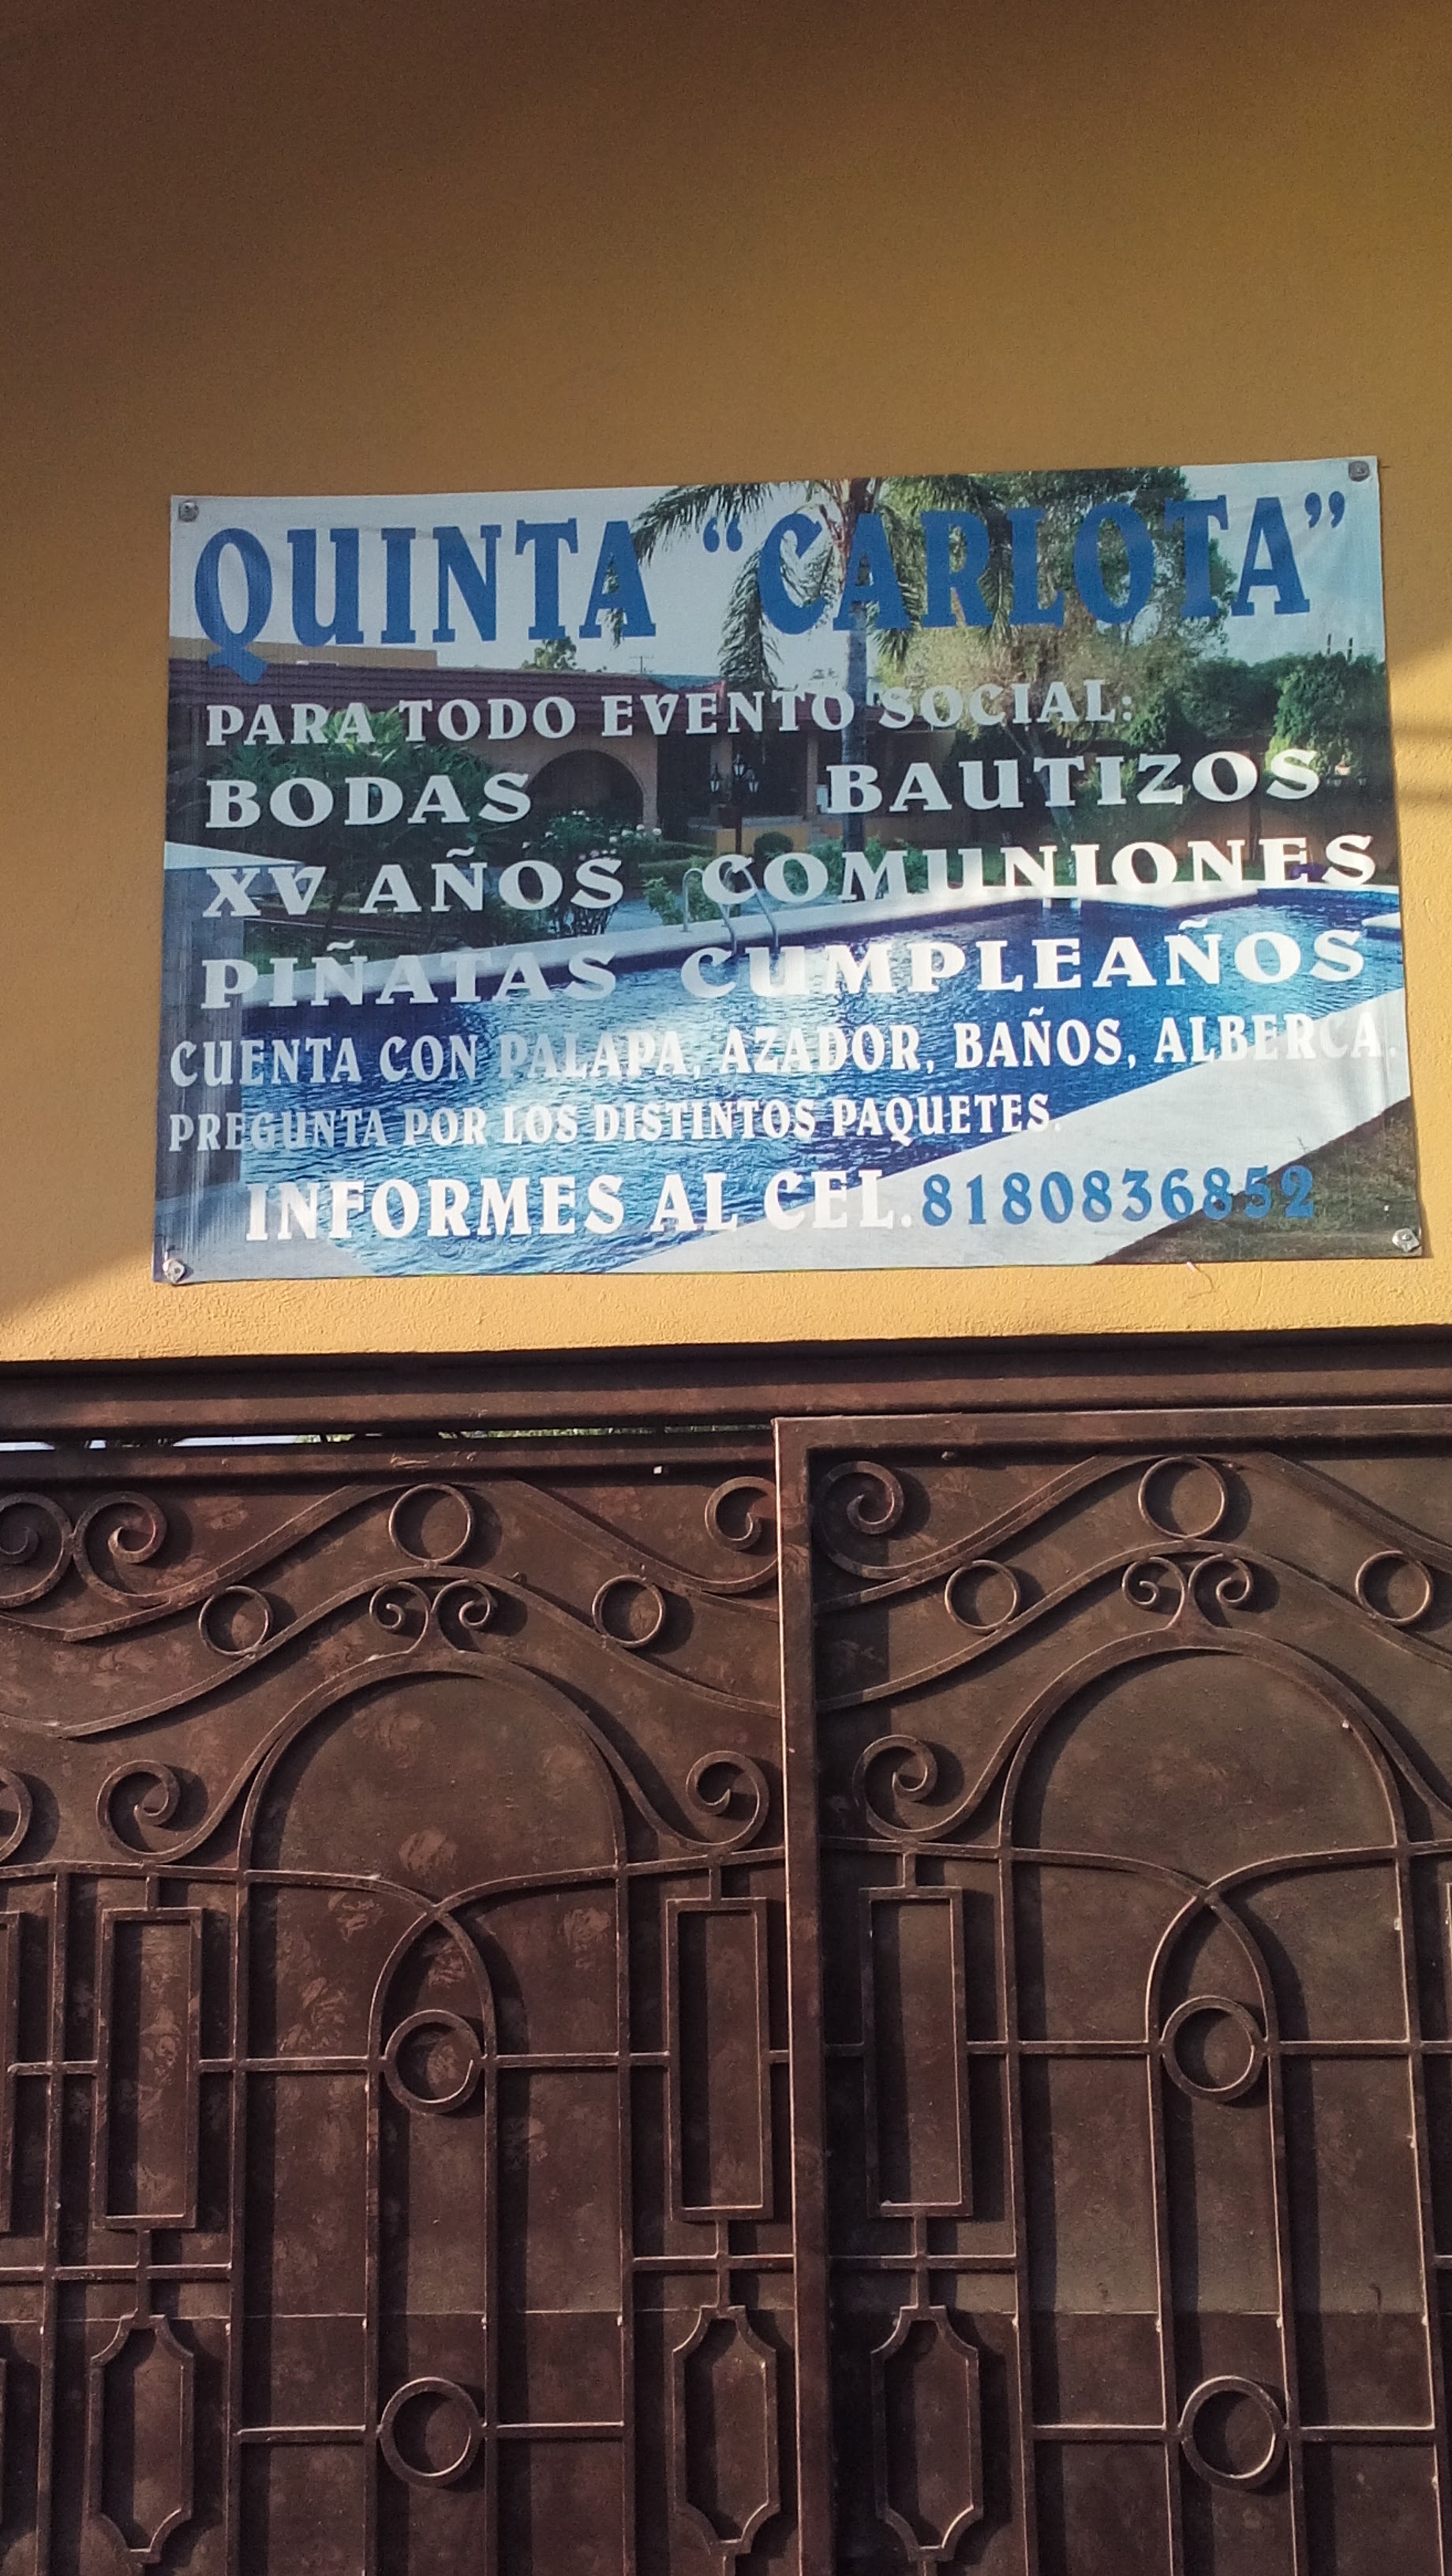 QUINTA “CARLOTA”
PARA TODO EVENTO SOCIAL:
BODAS BAUTIZOS
XV AÑOS COMUNIONES
PIÑATAS CUMPLEAÑOS
CUENTA CON PALAPA, AZADOR, BAÑOS, ALBERCA.
PREGUNTA POR LOS DISTINTOS PAQUETES.
INFORMES AL CEL. 8180836852